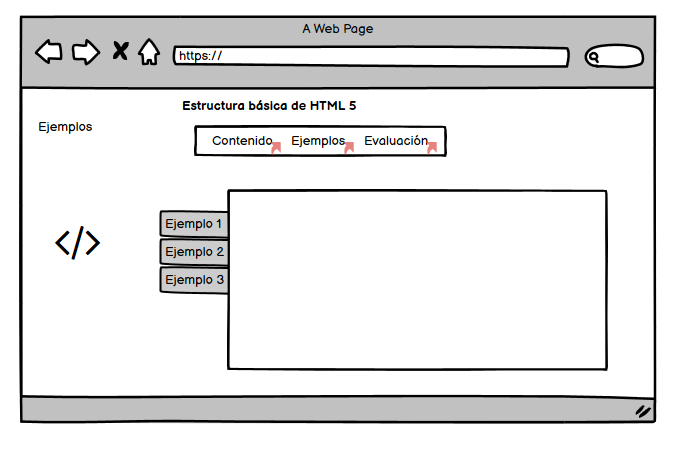 A Web Page
https://
Estructura básica de HTML 5
Ejemplos
Contenido Ejemplos Evaluación
</>
Ejemplo 1
Ejemplo 2
Ejemplo 3